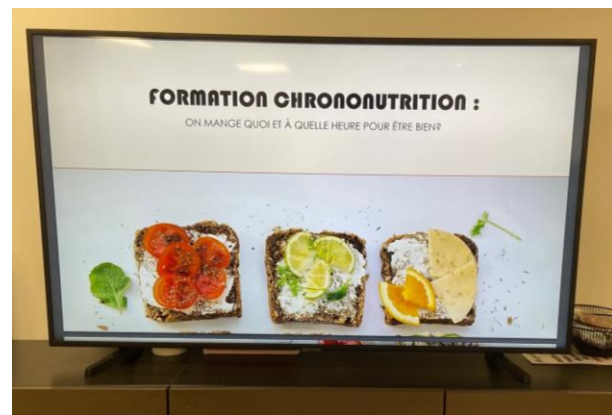 FORMATION CHRONONUTRITION :
ON MANGE QUOI ET À QUELLE HEURE POUR ÊTRE BIEN?